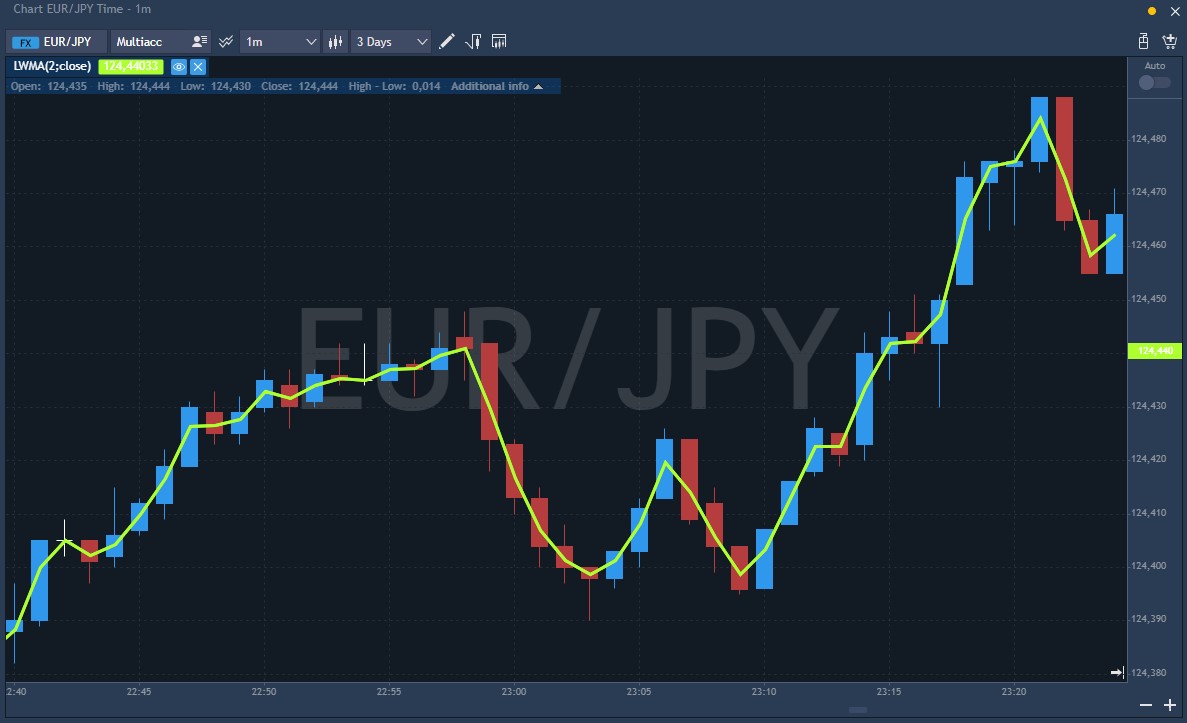 Chart EUR/JPY Time - 1m
FX EUR/JPY Multiacc 1m 3 Days
LWMA(2;close) 124,44033
Auto
Open: 124,435 High: 124,444 Low: 124,430 Close: 124,444 High - Low: 0,014 Additional info
EUR/JPY
124,480
124,470
124,460
124,450
124,440
124,430
124,420
124,410
124,400
124,390
124,380
2:40 22:45 22:50 22:55 23:00 23:05 23:10 23:15 23:20